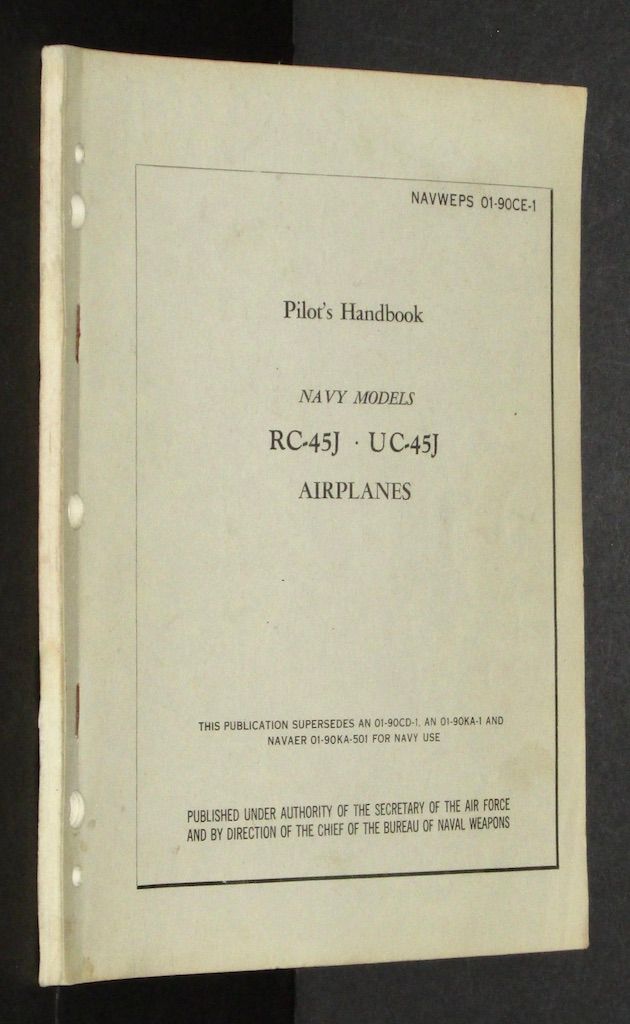 NAVWEPS 01-90CE-1
Pilot's Handbook
NAVY MODELS
RC-45J · UC-45J
AIRPLANES
THIS PUBLICATION SUPERSEDES AN 01-90CD-1, AN 01-90KA-1 AND
NAVAER 01-90KA-501 FOR NAVY USE
PUBLISHED UNDER AUTHORITY OF THE SECRETARY OF THE AIR FORCE
AND BY DIRECTION OF THE CHIEF OF THE BUREAU OF NAVAL WEAPONS